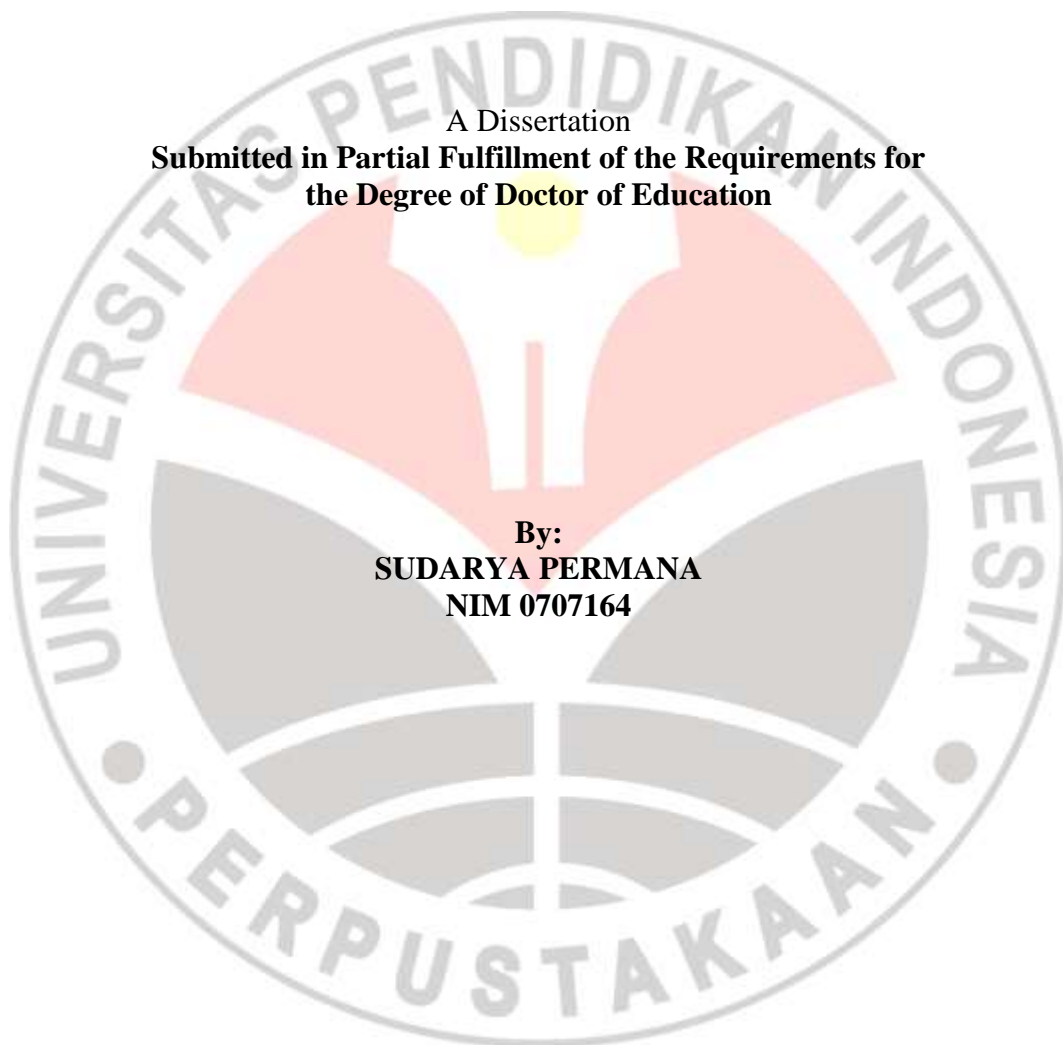 UNIVERSITAS PENDIDIKAN INDONESIA
A Dissertation
Submitted in Partial Fulfillment of the Requirements for
the Degree of Doctor of Education
By:
SUDARYA PERMANA
NIM 0707164
PERPUSTAKAAN